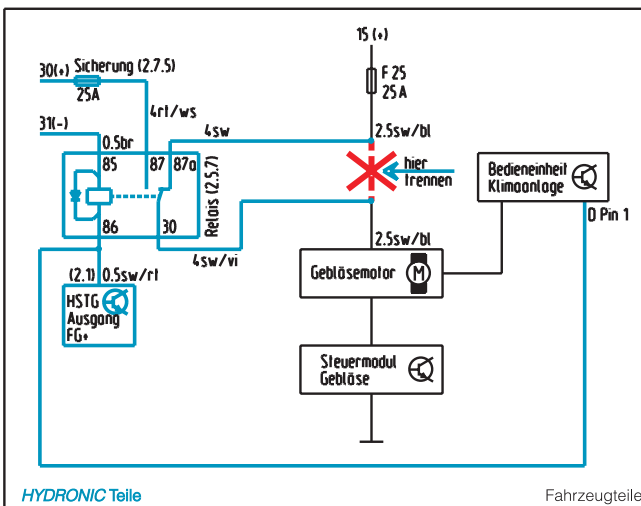 15 (+)
30(+) Sicherung (2.7.5)
25A
F 25
25 A
31(-)
4rt/ws
4sw
2.5sw/bl
0.5br
85 87 87a
Relais (2.5.7)
hier
trennen
Bedieneinheit
Klimaanlage
D Pin 1
86 30
4sw/vi
2.5sw/bl
(2.1) 0.5sw/rt
HSTG
Ausgang
FG+
Gebläsemotor
M
Steuermodul
Gebläse
HYDRONIC Teile
Fahrzeugteile